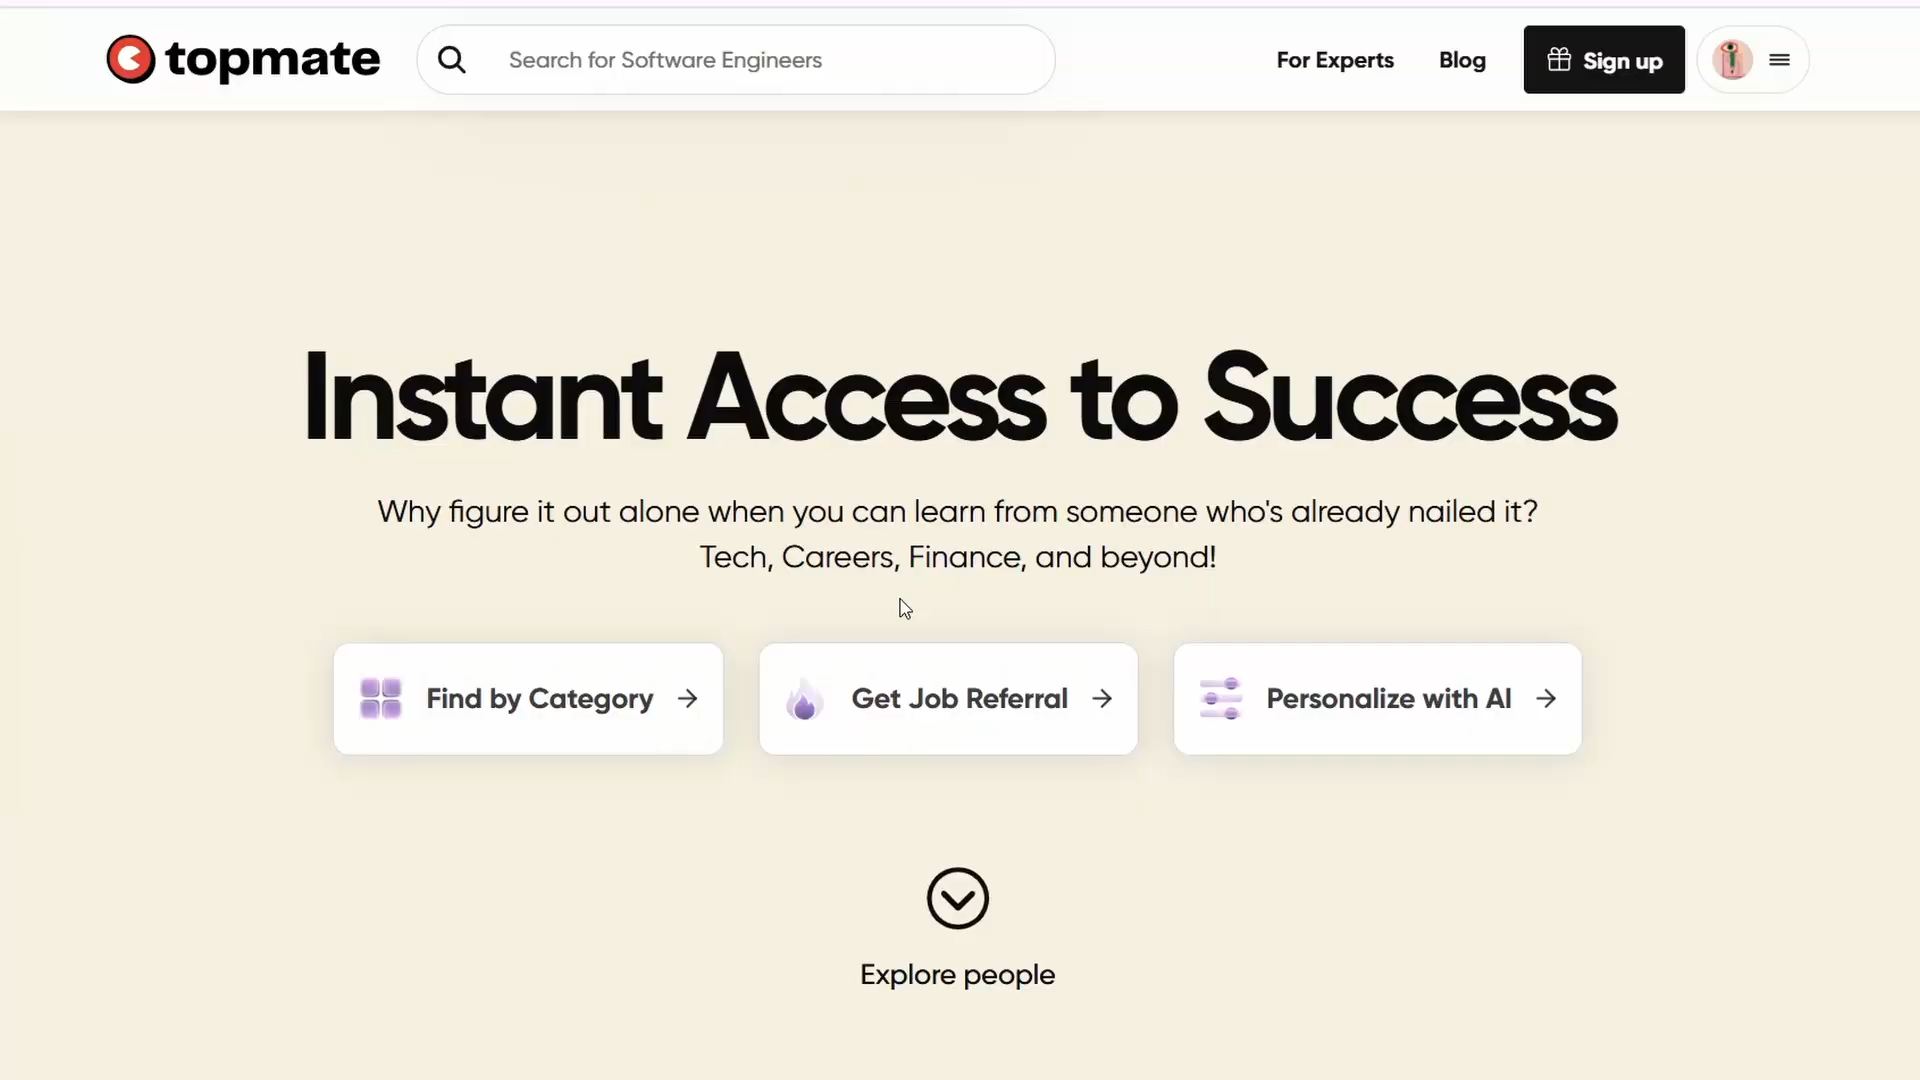 topmate
Search for Software Engineers
For Experts
Blog
Sign up
Instant Access to Success
Why figure it out alone when you can learn from someone who's already nailed it?
Tech, Careers, Finance, and beyond!
Find by Category
Get Job Referral
Personalize with AI
Explore people